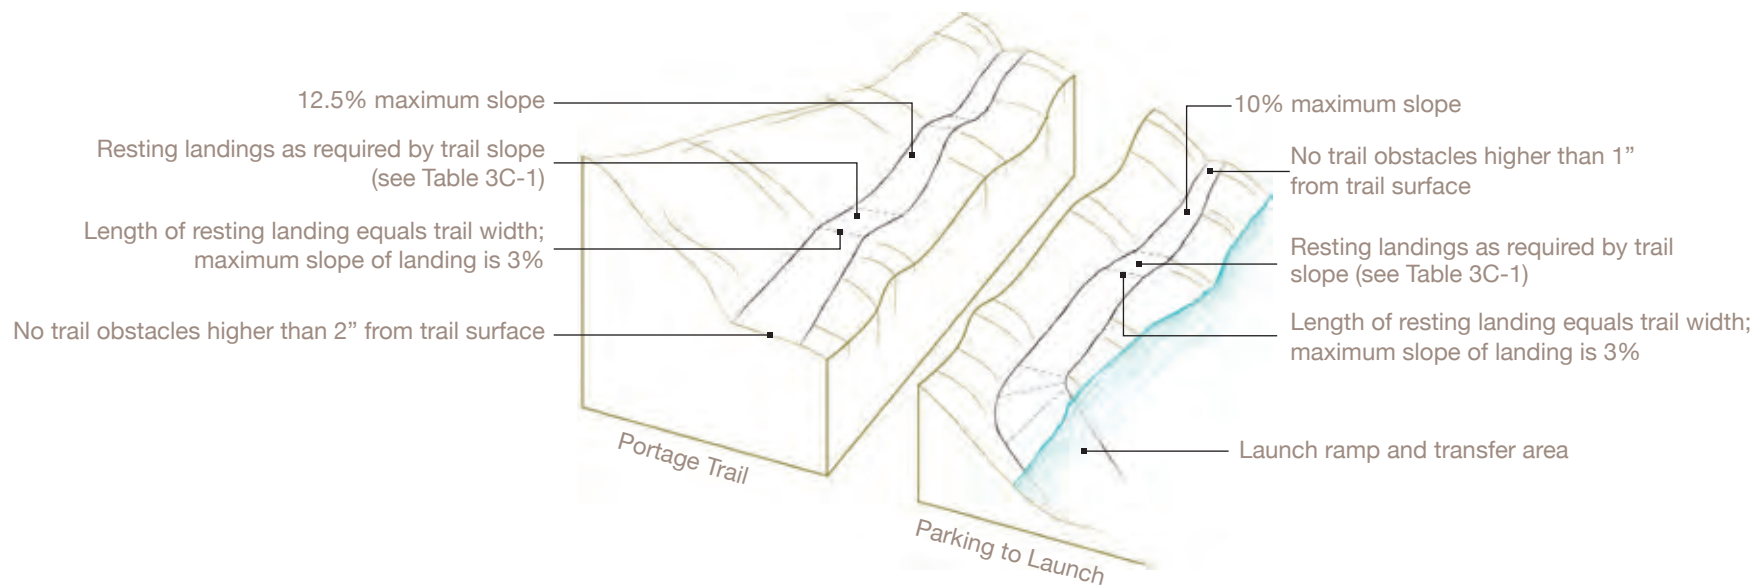 12.5% maximum slope
Resting landings as required by trail slope
(see Table 3C-1)
Length of resting landing equals trail width;
maximum slope of landing is 3%
No trail obstacles higher than 2” from trail surface
Portage Trail
10% maximum slope
No trail obstacles higher than 1”
from trail surface
Resting landings as required by trail
slope (see Table 3C-1)
Length of resting landing equals trail width;
maximum slope of landing is 3%
Launch ramp and transfer area
Parking to Launch